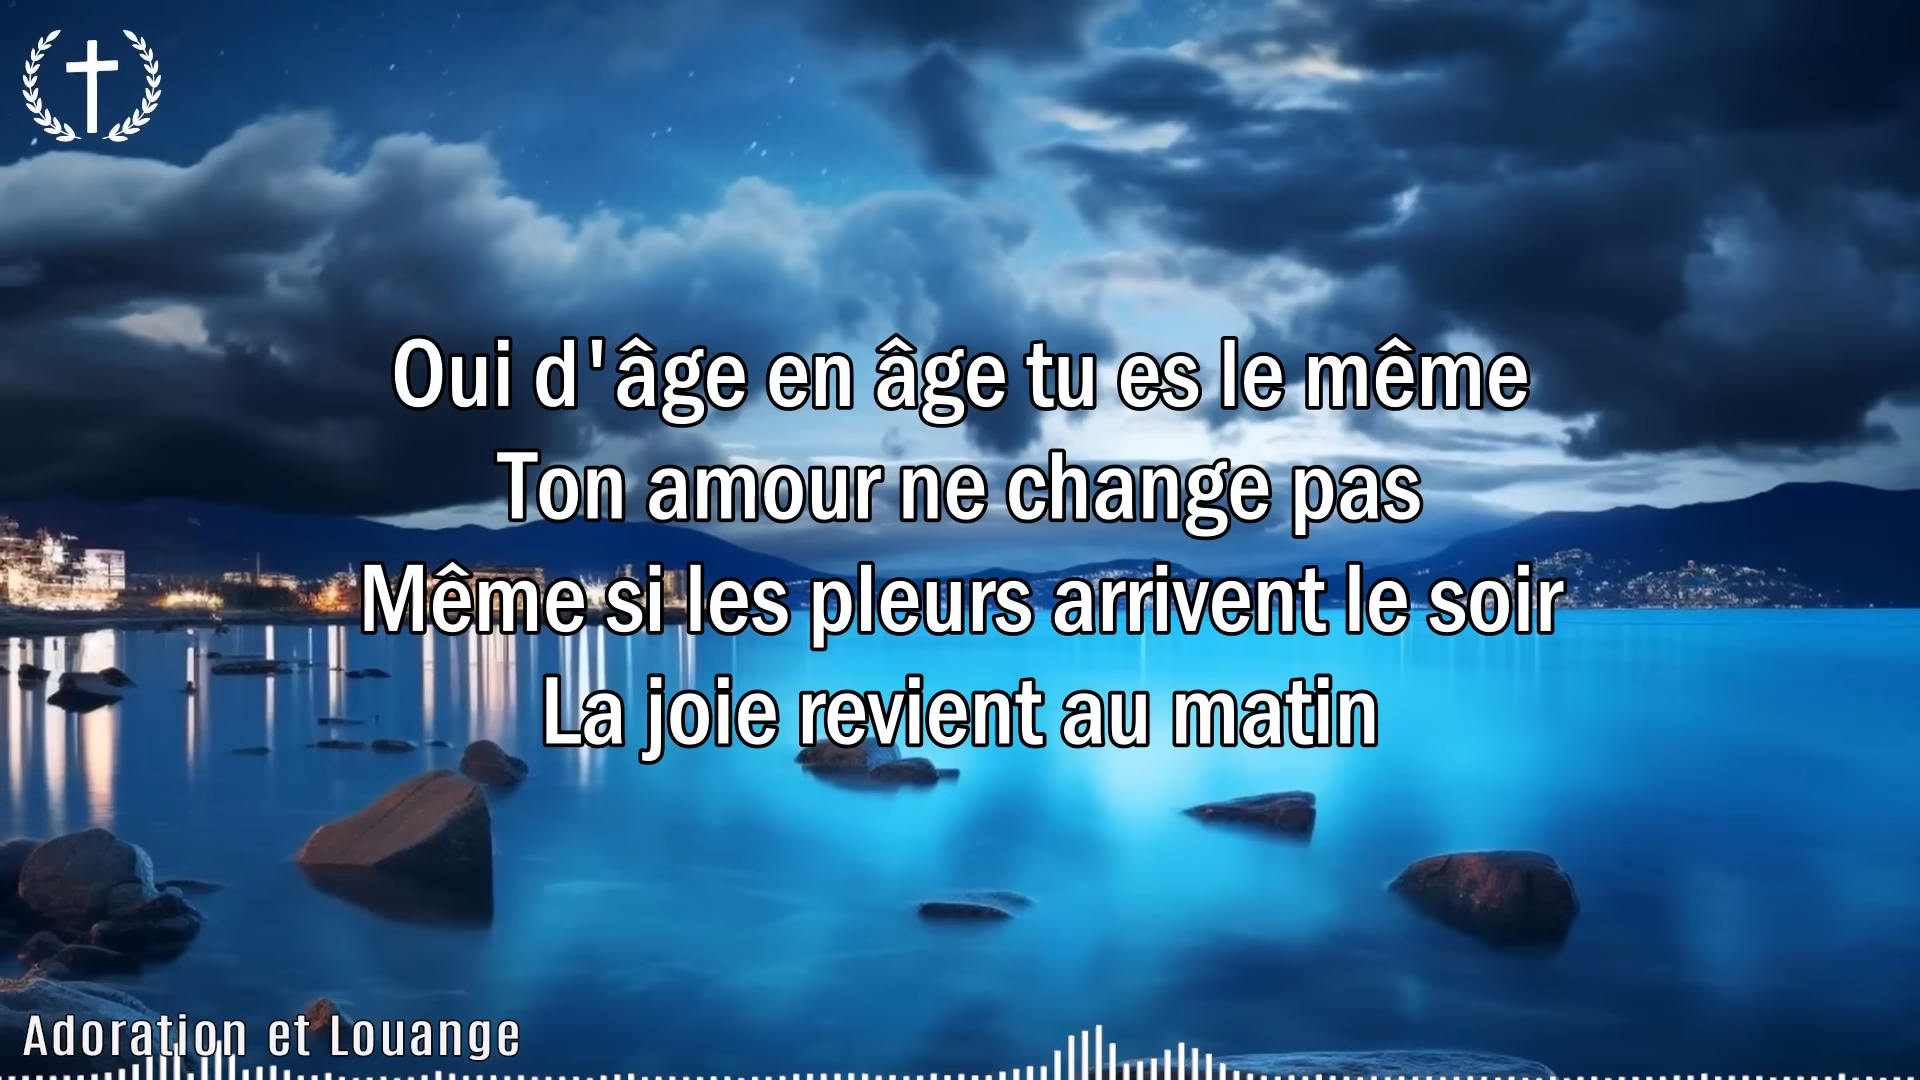 Oui d'âge en âge tu es le même
Ton amour ne change pas
Même si les pleurs arrivent le soir
La joie revient au matin
Adoration et Louange